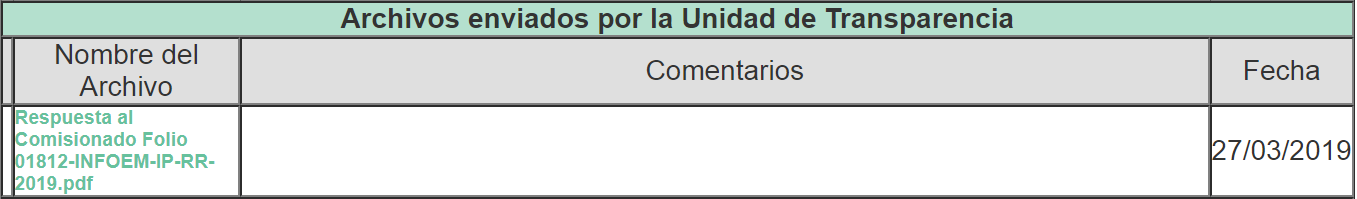 Archivos enviados por la Unidad de Transparencia
Nombre del
Archivo
Comentarios
Fecha
Respuesta al
Comisionado Folio
01812-INFOEM-IP-RR-
2019.pdf
27/03/2019